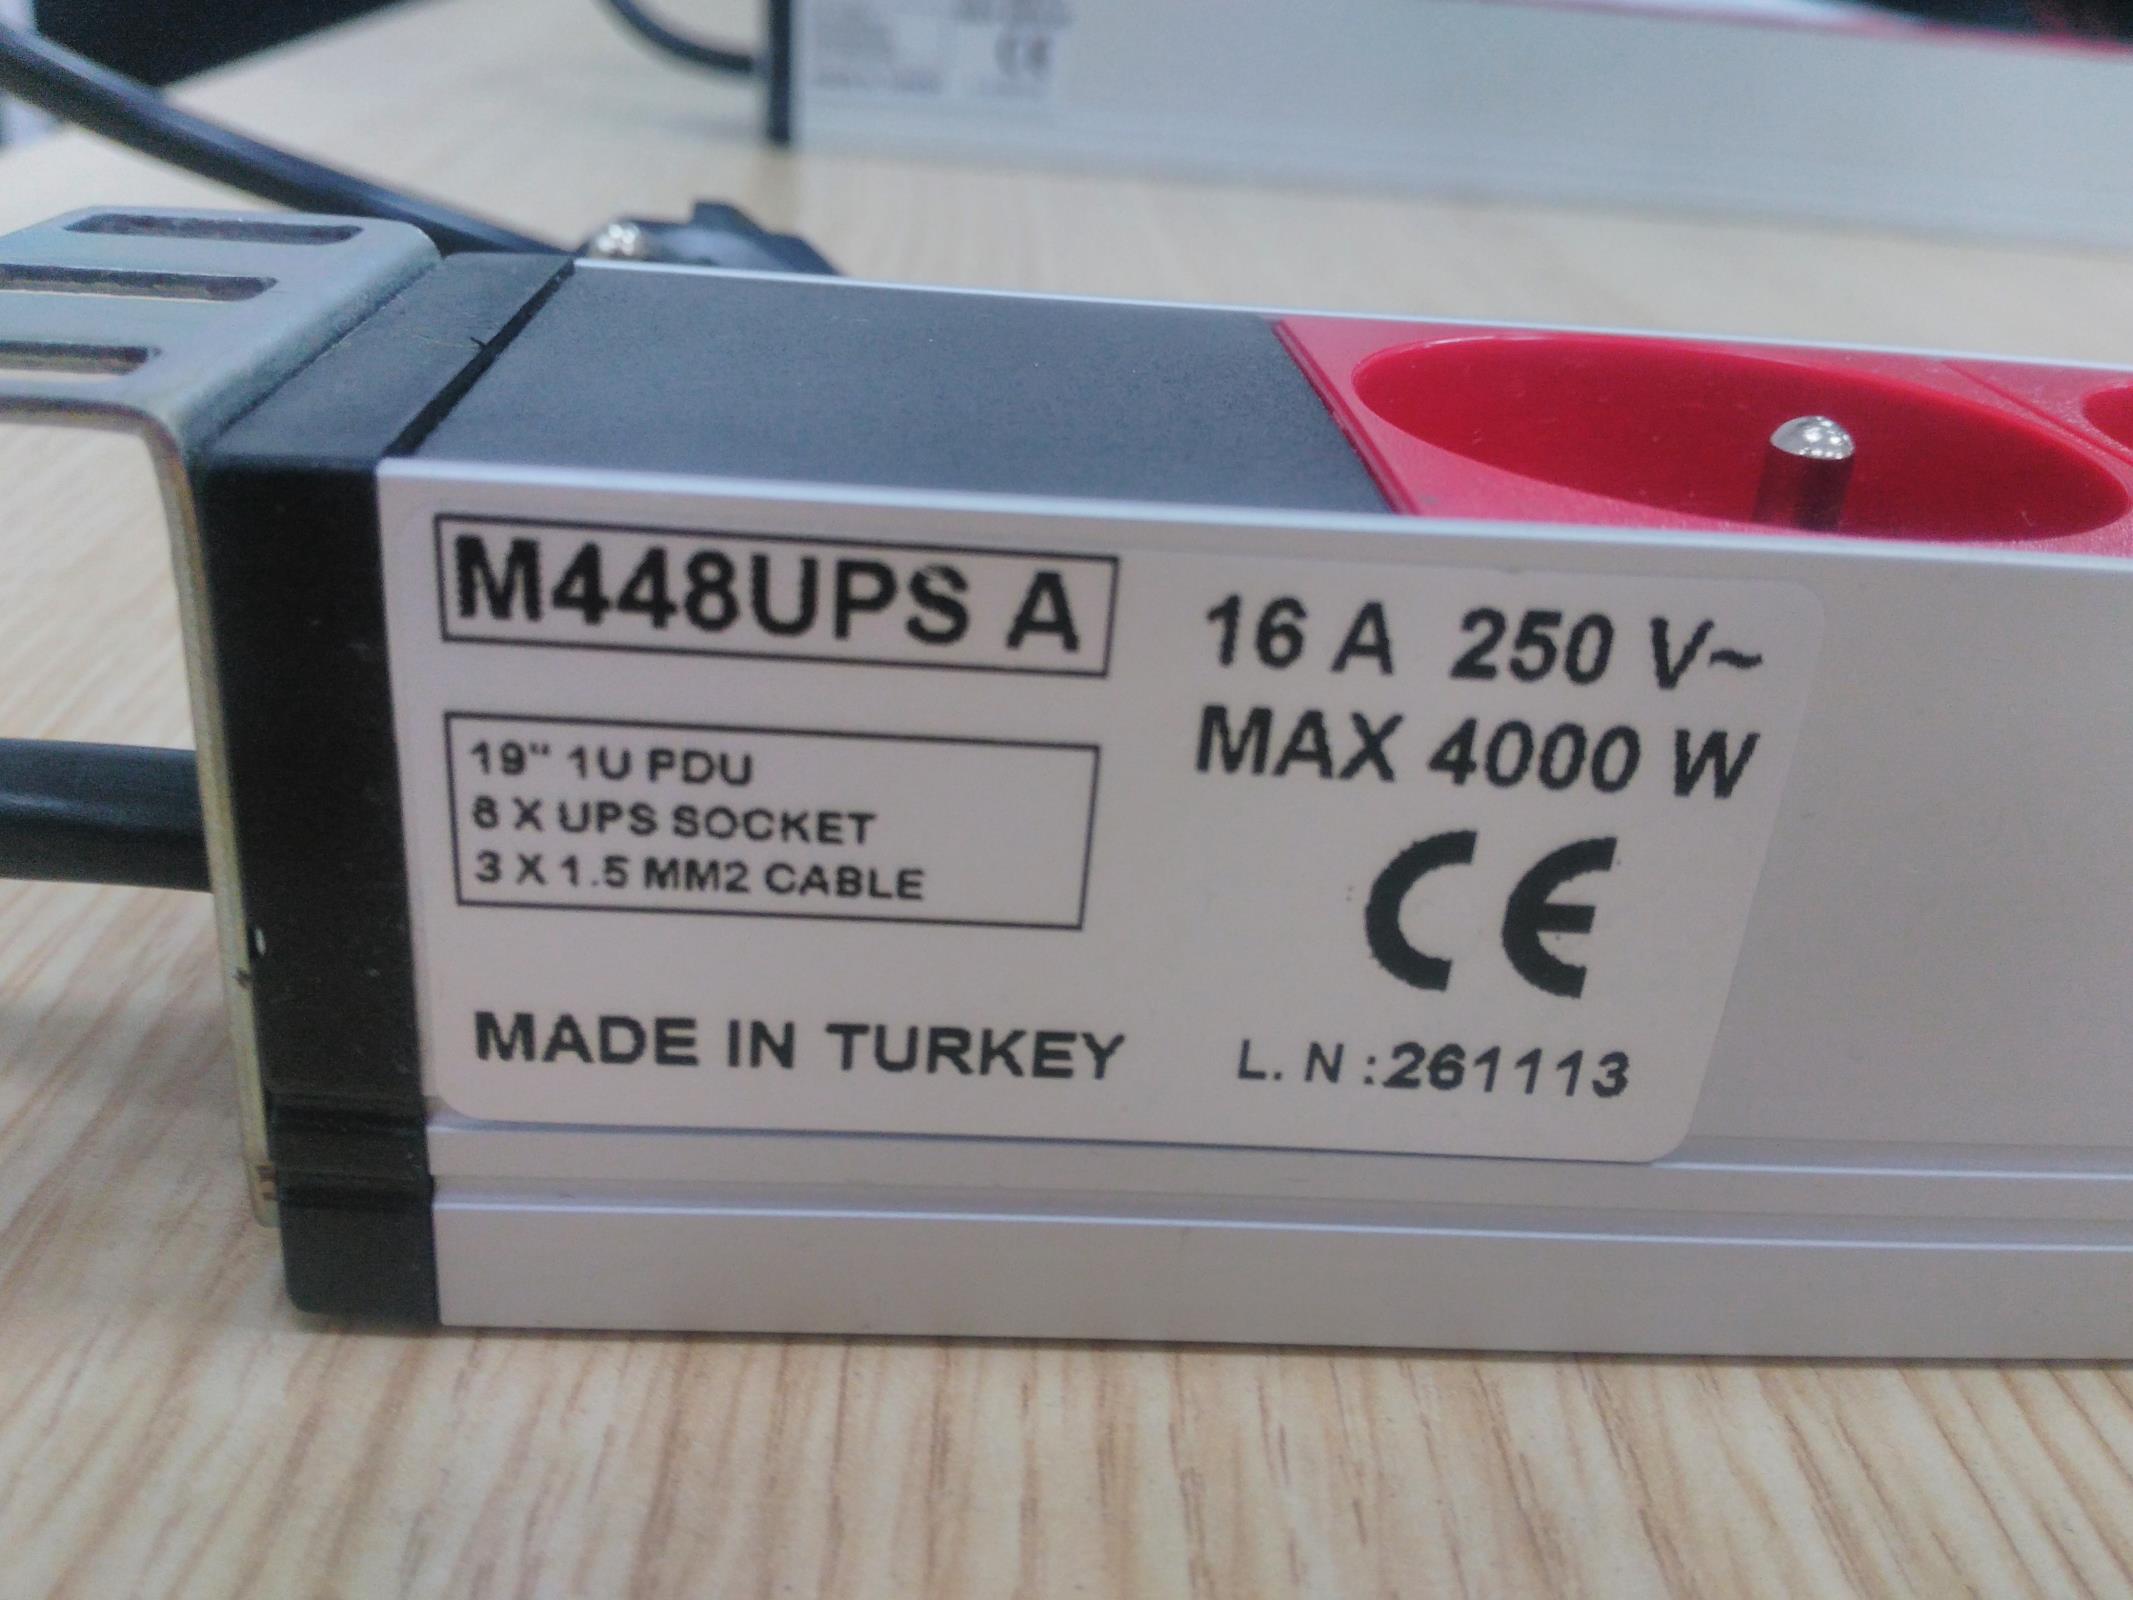 M448UPS A
16 A 250 V~
MAX 4000 W
19" 1U PDU
8 X UPS SOCKET
3 X 1.5 MM2 CABLE
CE
MADE IN TURKEY
L. N :261113
CE